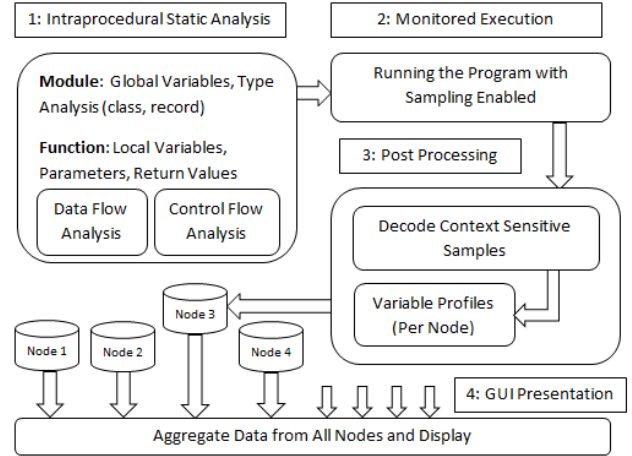 1: Intraprocedural Static Analysis
2: Monitored Execution
Module: Global Variables, Type
Analysis (class, record)
Function: Local Variables,
Parameters, Return Values
Data Flow
Analysis
Control Flow
Analysis
Running the Program with
Sampling Enabled
3: Post Processing
Decode Context Sensitive
Samples
Variable Profiles
(Per Node)
Node 1
Node 2
Node 3
Node 4
4: GUI Presentation
Aggregate Data from All Nodes and Display